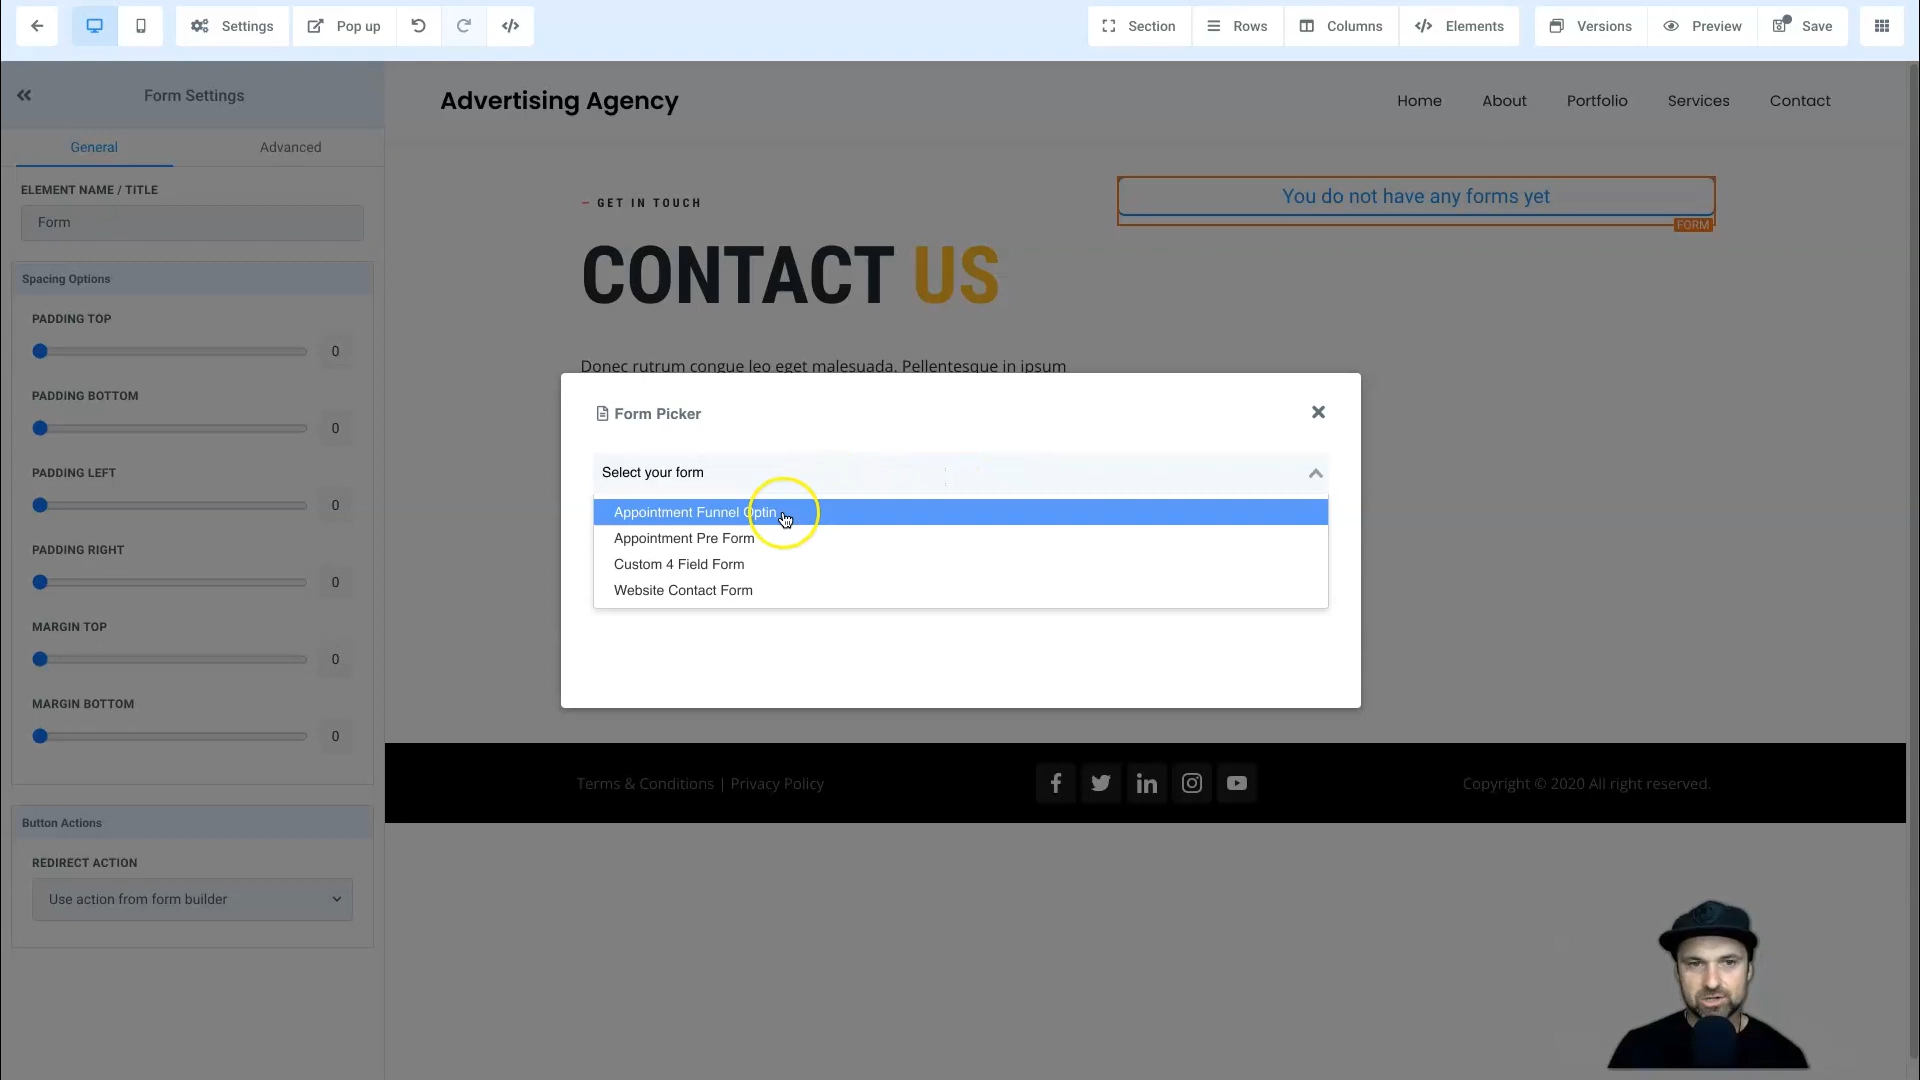 Settings
Pop up
Section
Rows
Columns
Elements
Versions
Preview
Save
Form Settings
General
Advanced
ELEMENT NAME / TITLE
Form
Spacing Options
PADDING TOP
0
PADDING BOTTOM
0
PADDING LEFT
0
PADDING RIGHT
0
MARGIN TOP
0
MARGIN BOTTOM
0
Button Actions
REDIRECT ACTION
Use action from form builder
Advertising Agency
Home
About
Portfolio
Services
Contact
– GET IN TOUCH
CONTACT US
Donec rutrum congue leo eget malesuada. Pellentesque in ipsum
You do not have any forms yet
FORM
Form Picker
Select your form
Appointment Funnel Optin
Appointment Pre Form
Custom 4 Field Form
Website Contact Form
Terms & Conditions | Privacy Policy
Copyright © 2020 All right reserved.